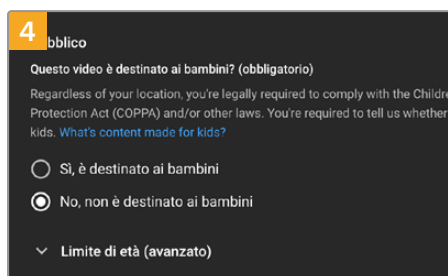 4
bblico
Questo video è destinato ai bambini? (obbligatorio)
Regardless of your location, you're legally required to comply with the Childre
Protection Act (COPPA) and/or other laws. You're required to tell us whether
kids. What's content made for kids?
Sì, è destinato ai bambini
No, non è destinato ai bambini
Limite di età (avanzato)